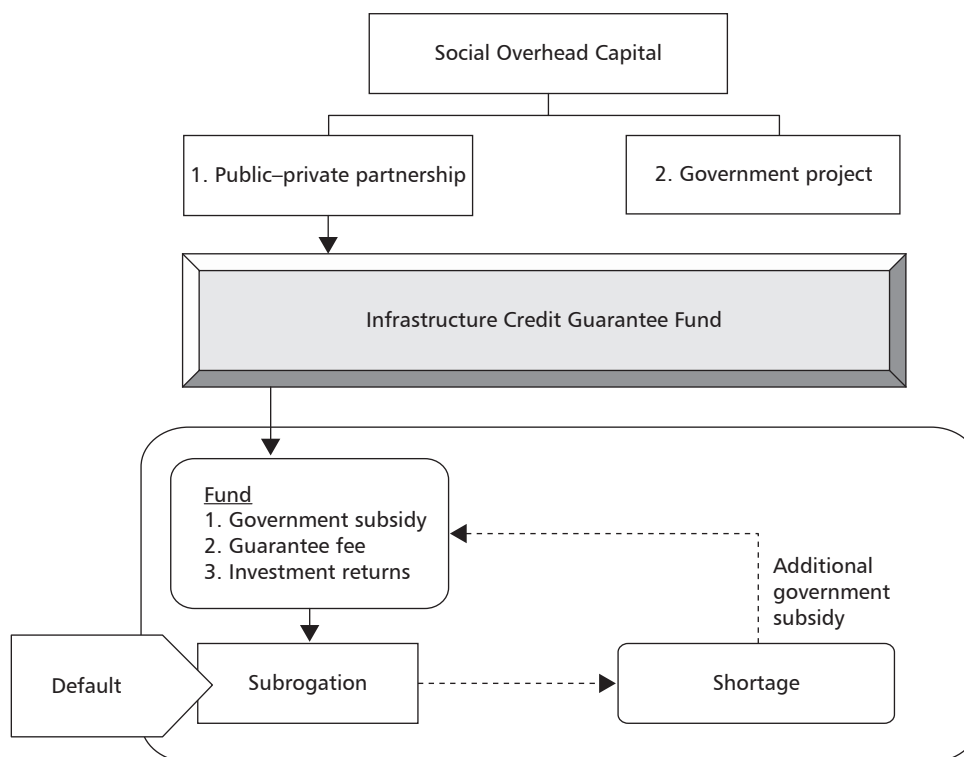 Social Overhead Capital
1. Public–private partnership
2. Government project
Infrastructure Credit Guarantee Fund
Fund
1. Government subsidy
2. Guarantee fee
3. Investment returns
Additional
government
subsidy
Default
Subrogation
Shortage